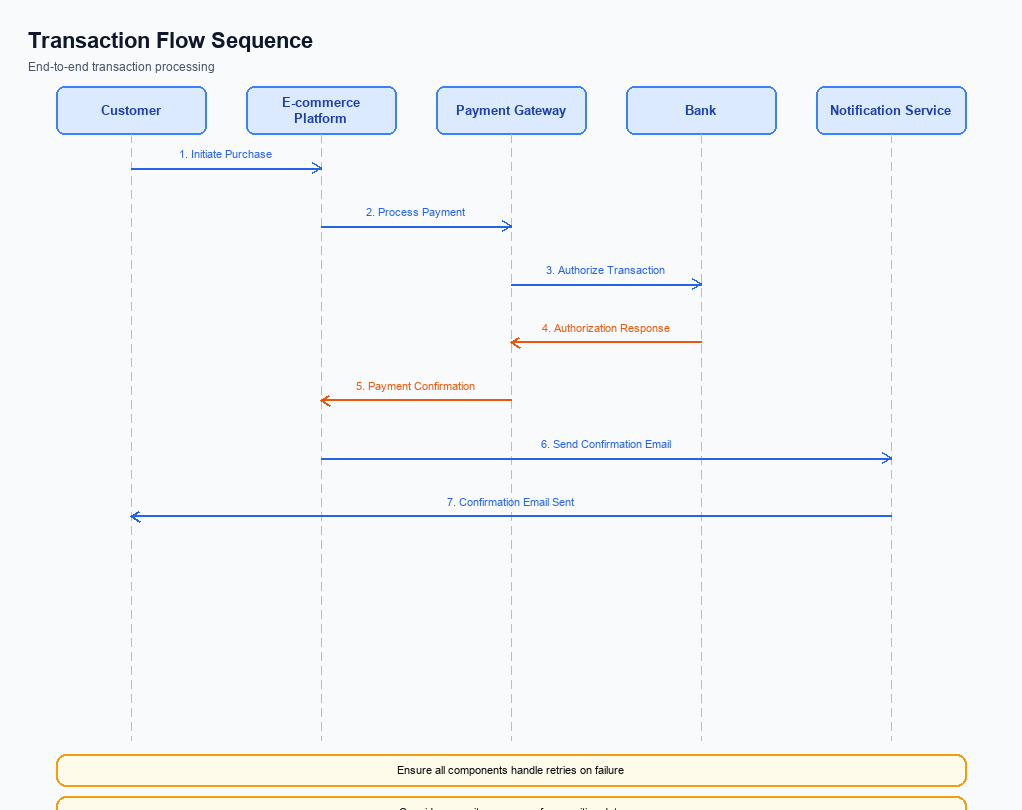 Transaction Flow Sequence
End-to-end transaction processing
Customer
E-commerce
Platform
Payment Gateway
Bank
Notification Service
1. Initiate Purchase
2. Process Payment
3. Authorize Transaction
4. Authorization Response
5. Payment Confirmation
6. Send Confirmation Email
7. Confirmation Email Sent
Ensure all components handle retries on failure